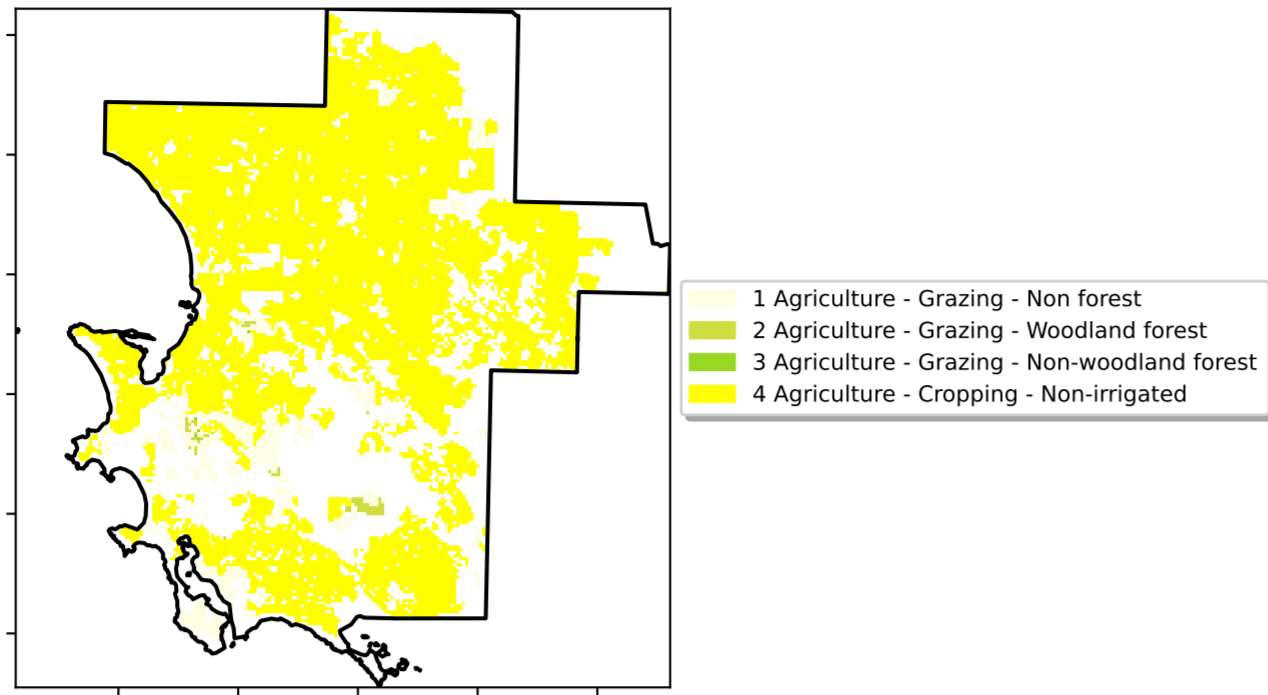 1 Agriculture - Grazing - Non forest
2 Agriculture - Grazing - Woodland forest
3 Agriculture - Grazing - Non-woodland forest
4 Agriculture - Cropping - Non-irrigated